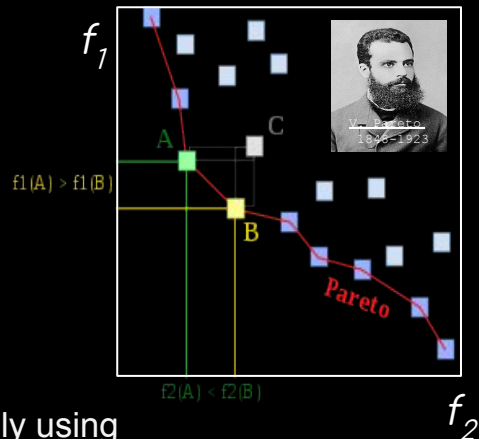 f1
V. Pareto
1848-1923
A
C
f1(A) > f1(B)
B
Pareto
f2(A) < f2(B)
f2
ly using